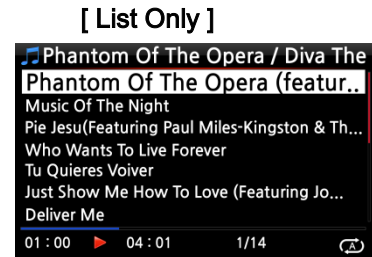 [ List Only ]
Phantom Of The Opera / Diva The
Phantom Of The Opera (featur..
Music Of The Night
Pie Jesu(Featuring Paul Miles-Kingston & Th...
Who Wants To Live Forever
Tu Quieres Voiver
Just Show Me How To Love (Featuring Jo...
Deliver Me
01 : 00 04 : 01 1/14 A